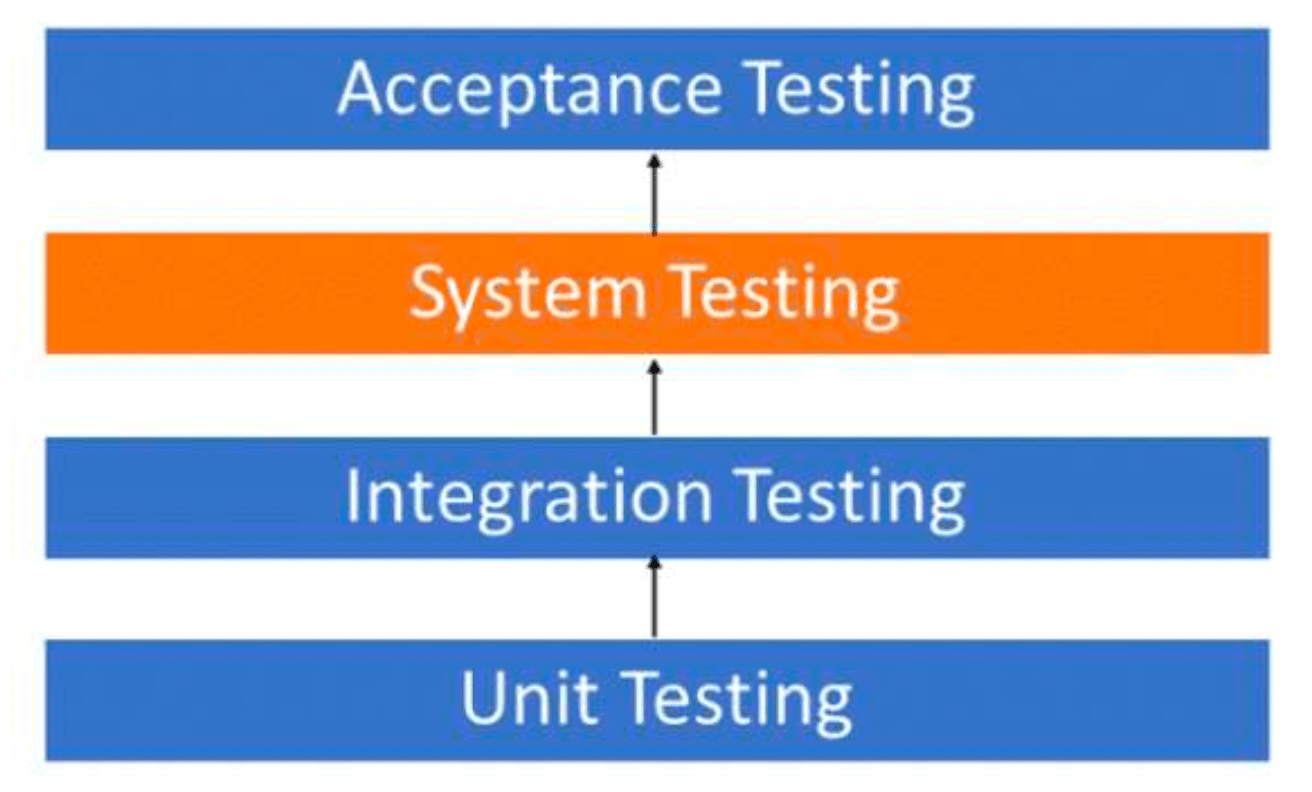 Acceptance Testing
System Testing
Integration Testing
Unit Testing